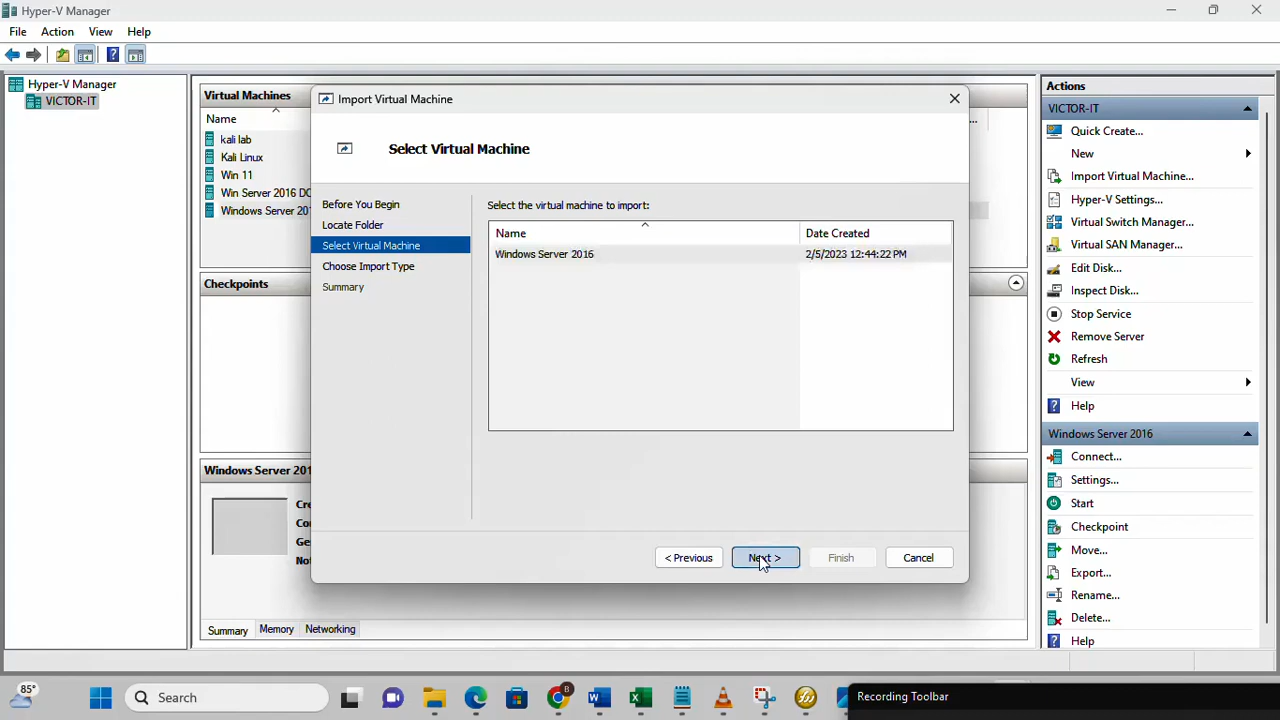 Hyper-V Manager
File Action View Help
Hyper-V Manager
VICTOR-IT
Virtual Machines
Name
kali lab
Kali Linux
Win 11
Win Server 2016 DC
Windows Server 201
Checkpoints
Windows Server 201
Cre
Co
Ge
No
Summary Memory Networking
Import Virtual Machine
Select Virtual Machine
Before You Begin
Locate Folder
Select Virtual Machine
Choose Import Type
Summary
Select the virtual machine to import:
Name Date Created
Windows Server 2016 2/5/2023 12:44:22 PM
< Previous Next > Finish Cancel
...
Actions
VICTOR-IT
Quick Create...
New
Import Virtual Machine...
Hyper-V Settings...
Virtual Switch Manager...
Virtual SAN Manager...
Edit Disk...
Inspect Disk...
Stop Service
Remove Server
Refresh
View
Help
Windows Server 2016
Connect...
Settings...
Start
Checkpoint
Move...
Export...
Rename...
Delete...
Help
85°
Search
Recording Toolbar